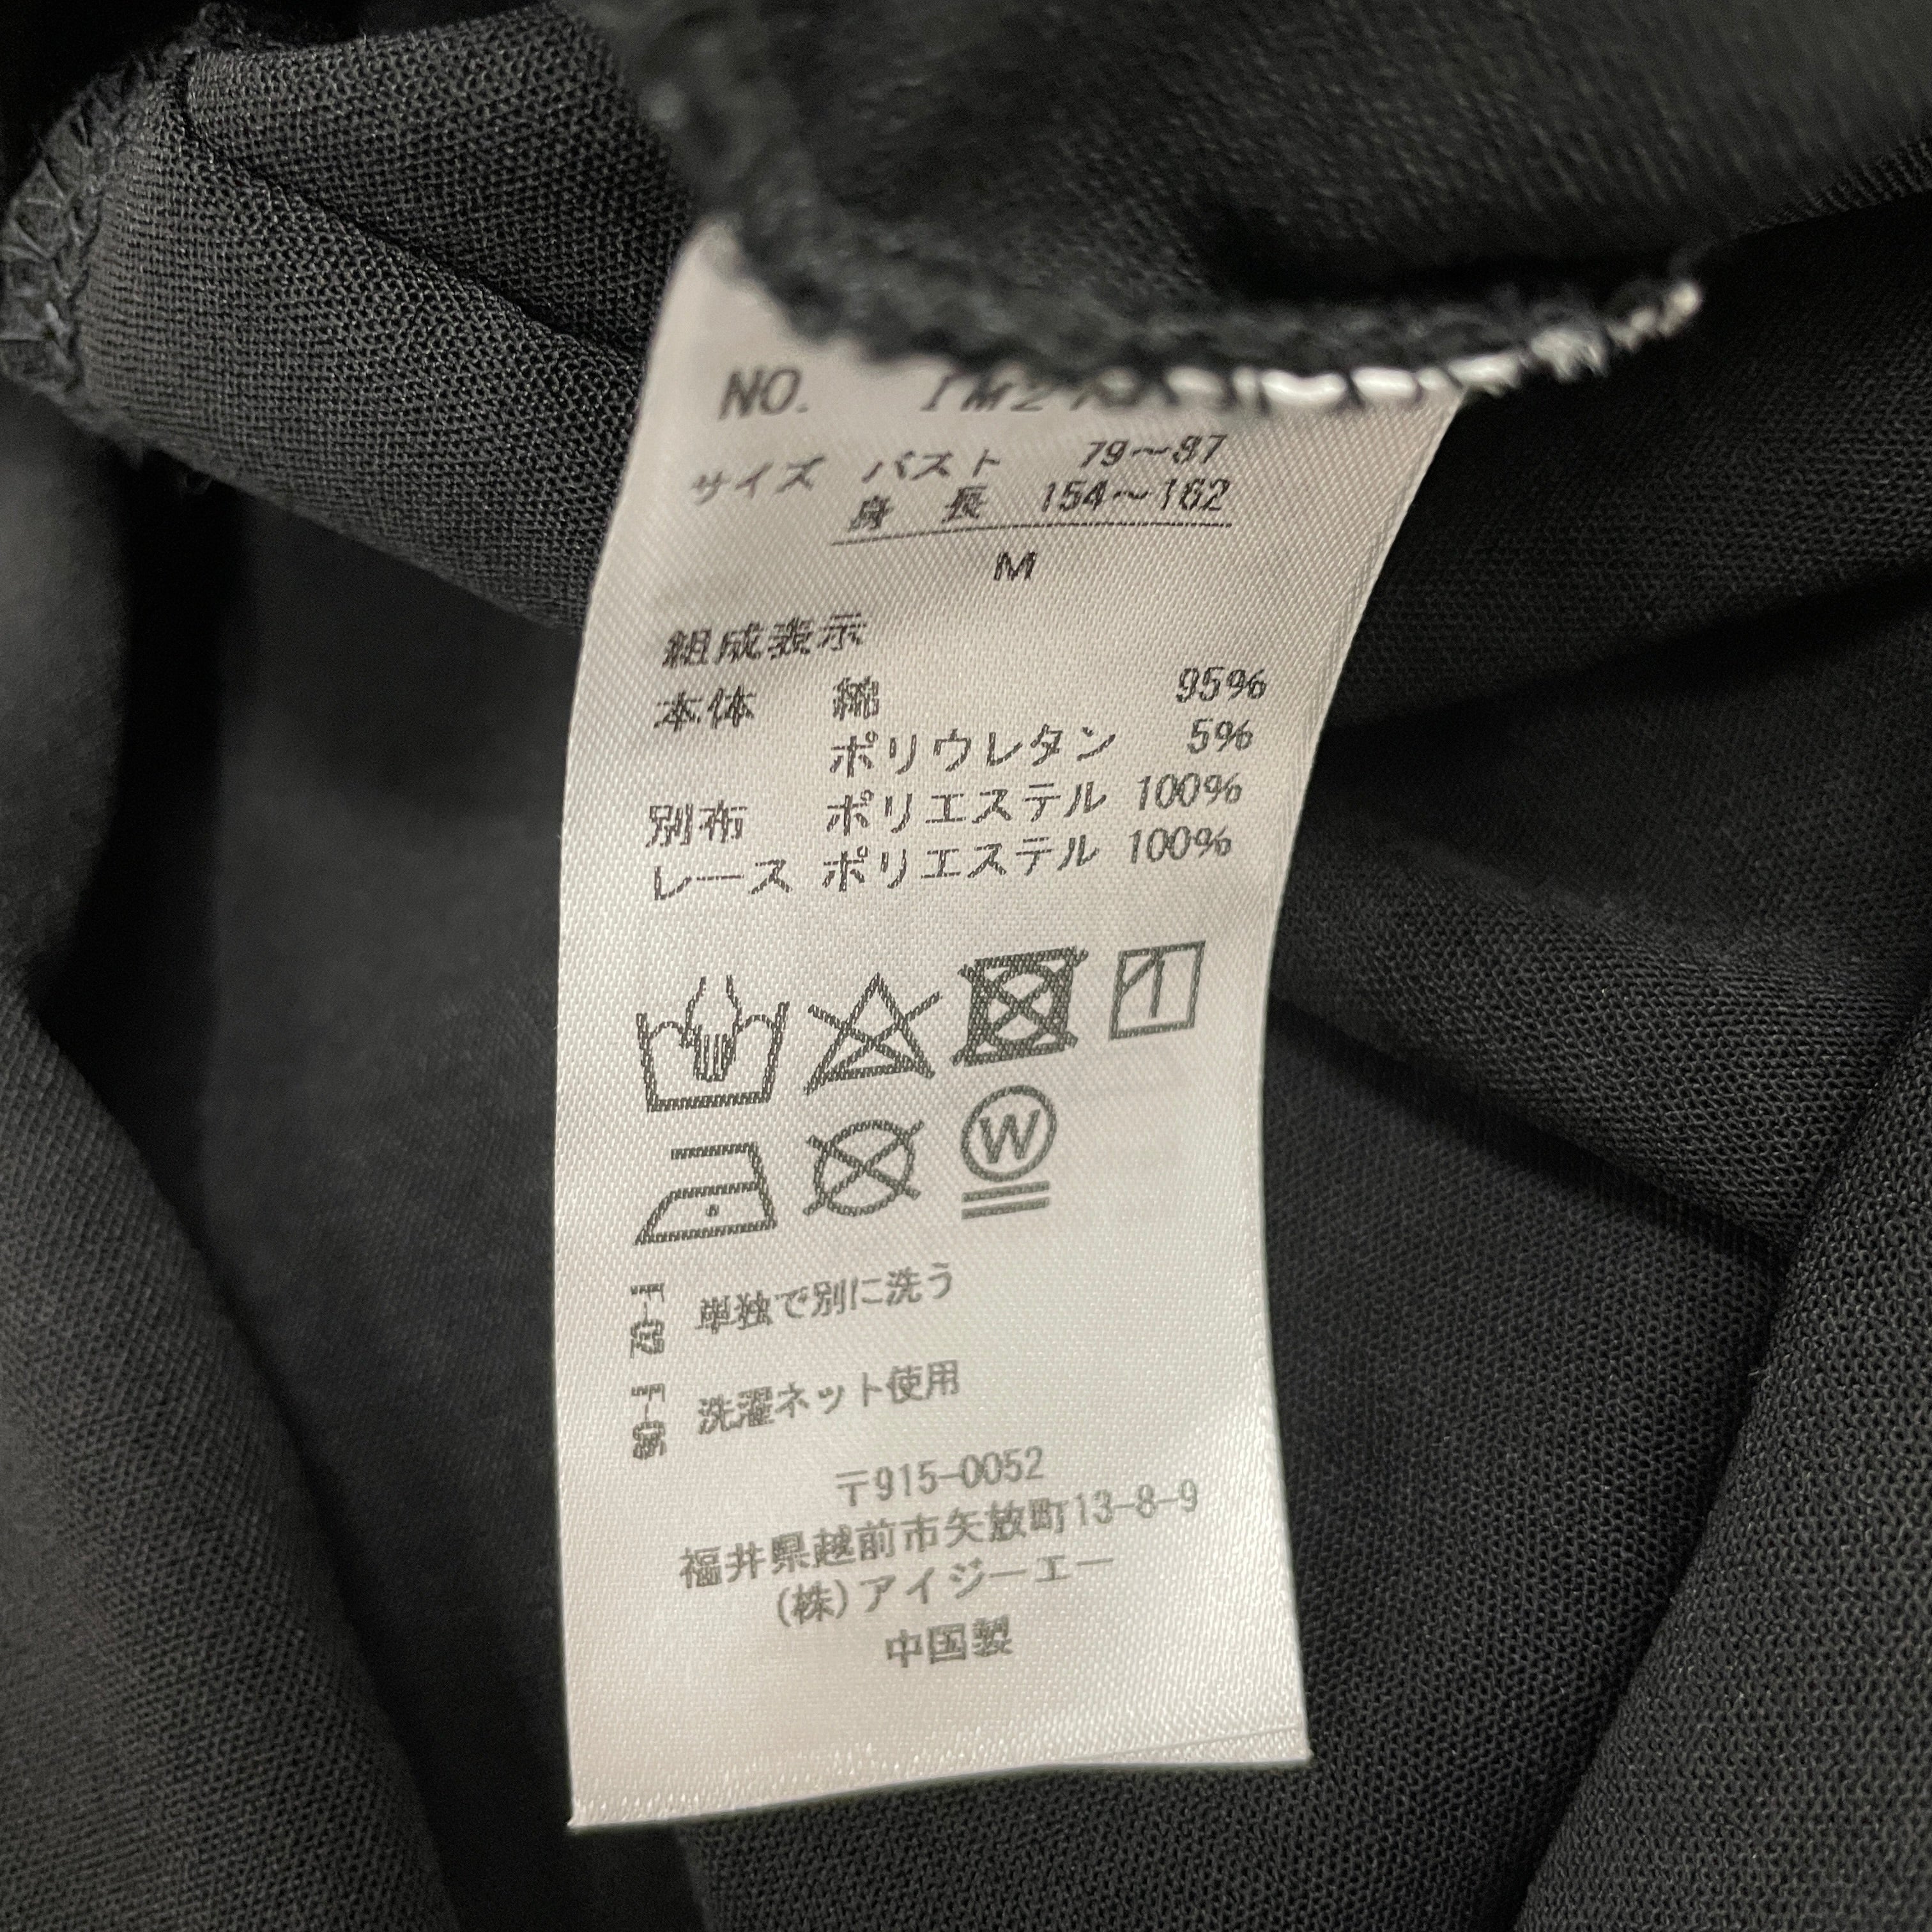 NO.
サイズ バスト 79〜87
身 長 154〜162
M
組成表示
本体 綿 95%
ポリウレタン 5%
別布 ポリエステル 100%
レース ポリエステル 100%
W
単独で別に洗う
洗濯ネット使用
〒915-0052
福井県越前市矢放町13-8-9
(株)アイジーエー
中国製